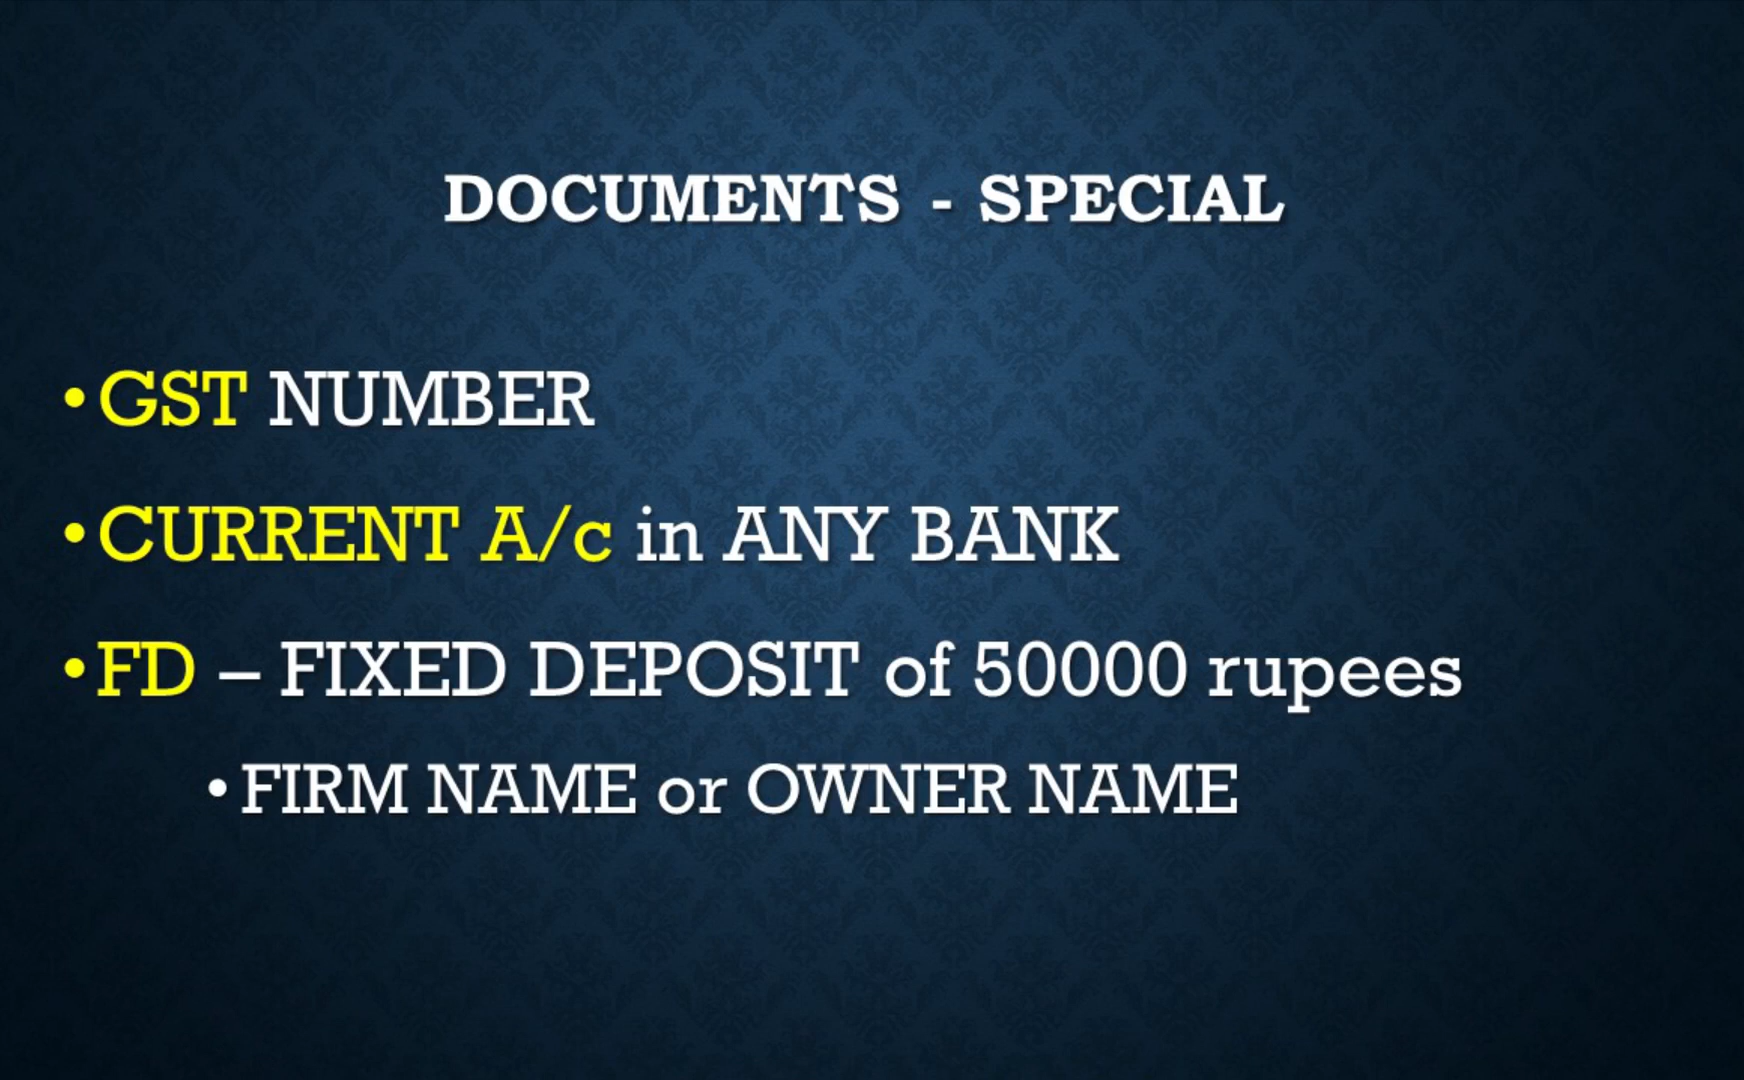 DOCUMENTS - SPECIAL
• GST NUMBER
• CURRENT A/c in ANY BANK
• FD – FIXED DEPOSIT of 50000 rupees
• FIRM NAME or OWNER NAME